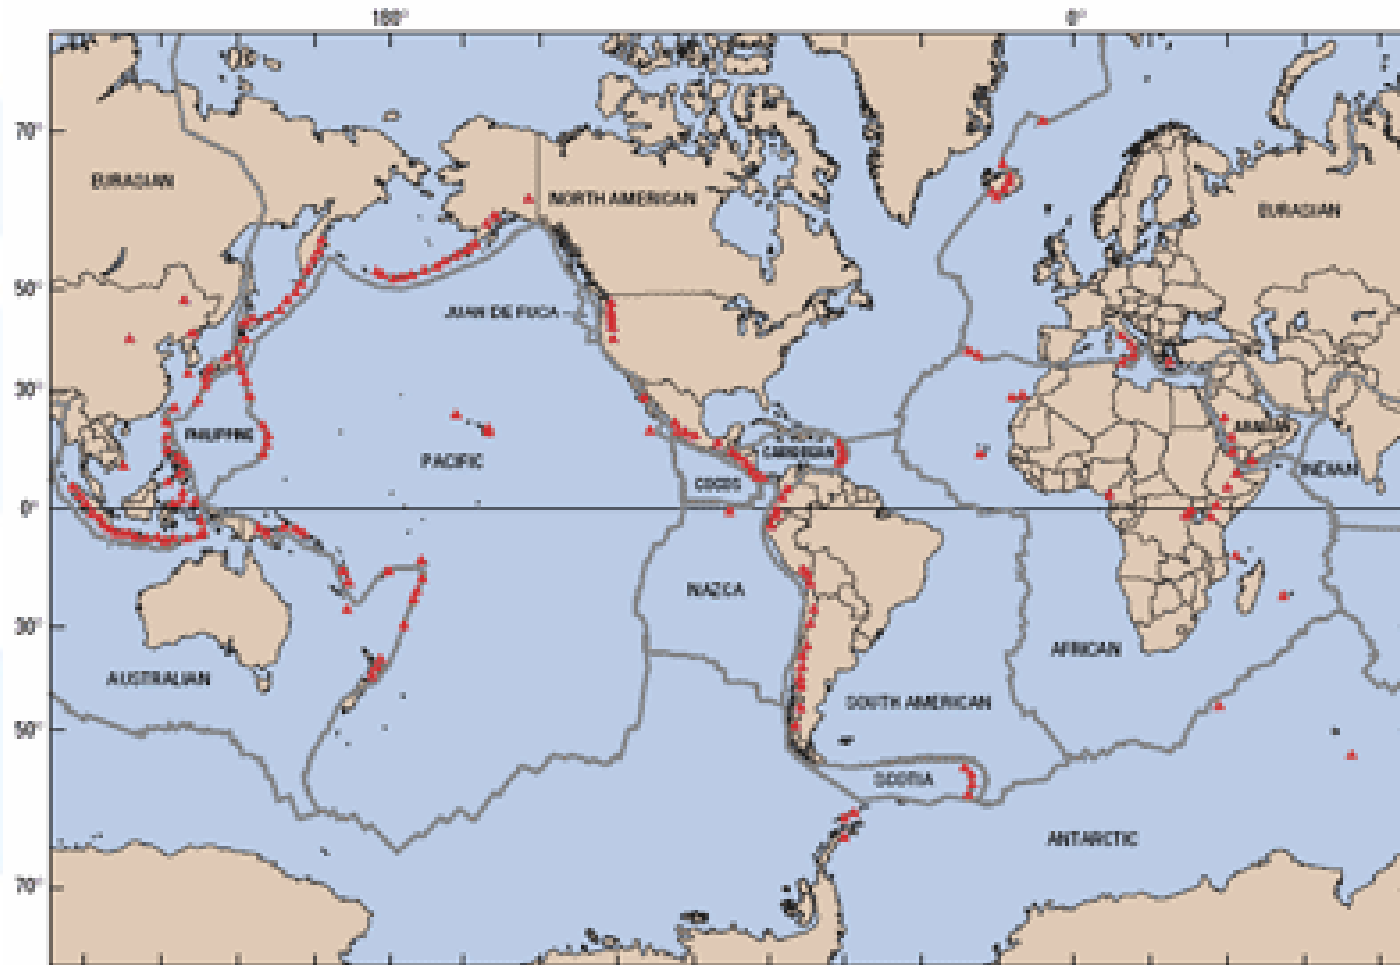 180° 0°
70°
EURASIAN
NORTH AMERICAN
EURASIAN
50°
JUAN DE FUCA
30°
PHILIPPINE
CARIBBEAN
ARABIAN
PACIFIC
INDIAN
COCOS
0°
NAZCA
30°
AFRICAN
AUSTRALIAN
SOUTH AMERICAN
50°
SCOTIA
ANTARCTIC
70°